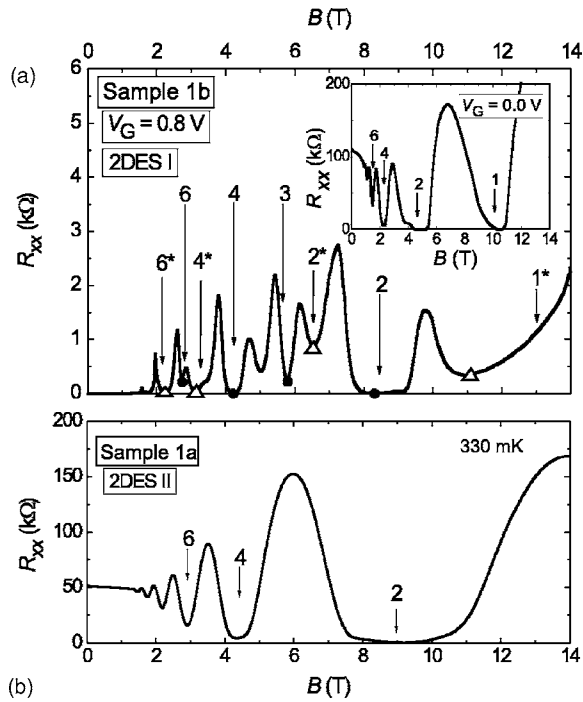 B (T)
0 2 4 6 8 10 12 14
(a)
6
5
4
3
2
1
0
R_xx (kΩ)
Sample 1b
V_G = 0.8 V
2DES I
6*
6
4*
4
3
2*
2
1*
200
100
0
R_xx (kΩ)
V_G = 0.0 V
6
4
2
1
0 2 4 6 8 10 12 14
B (T)
200
150
100
50
0
R_xx (kΩ)
Sample 1a
2DES II
330 mK
6
4
2
0 2 4 6 8 10 12 14
(b)
B (T)